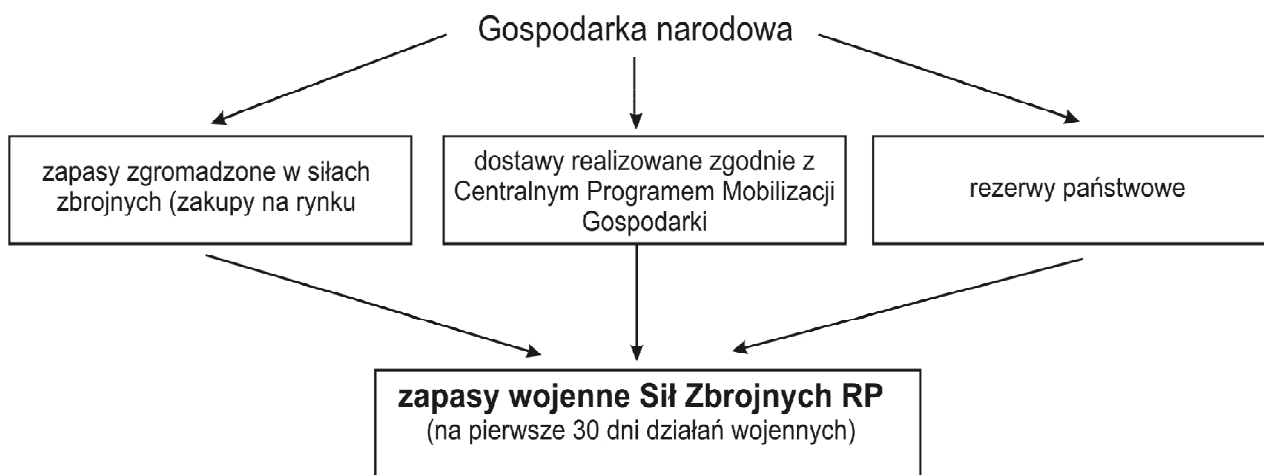 Gospodarka narodowa
zapasy zgromadzone w siłach
zbrojnych (zakupy na rynku
dostawy realizowane zgodnie z
Centralnym Programem Mobilizacji
Gospodarki
rezerwy państwowe
zapasy wojenne Sił Zbrojnych RP
(na pierwsze 30 dni działań wojennych)